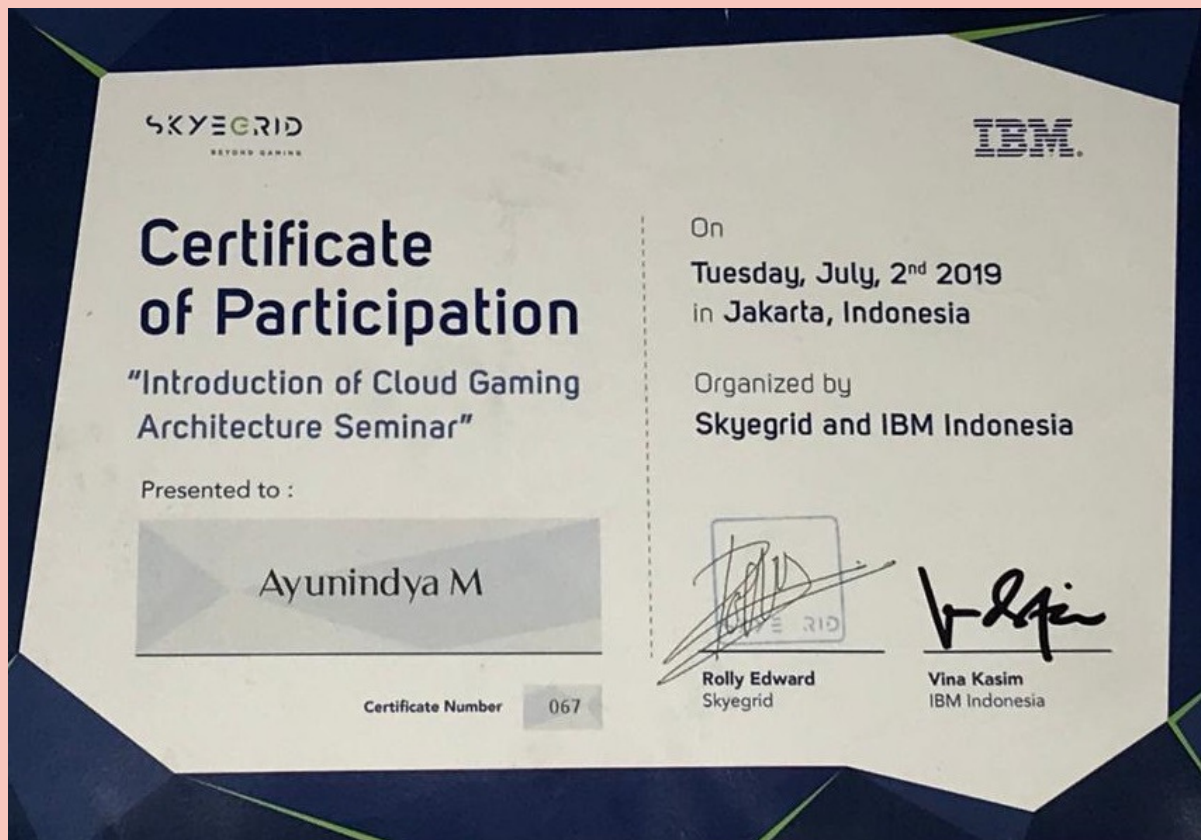 SKYEGRID
BEYOND GAMING
IBM®
Certificate
of Participation
"Introduction of Cloud Gaming
Architecture Seminar"
Presented to :
Ayunindya M
Certificate Number 067
On
Tuesday, July, 2nd 2019
in Jakarta, Indonesia
Organized by
Skyegrid and IBM Indonesia
Rolly Edward
Skyegrid
Vina Kasim
IBM Indonesia